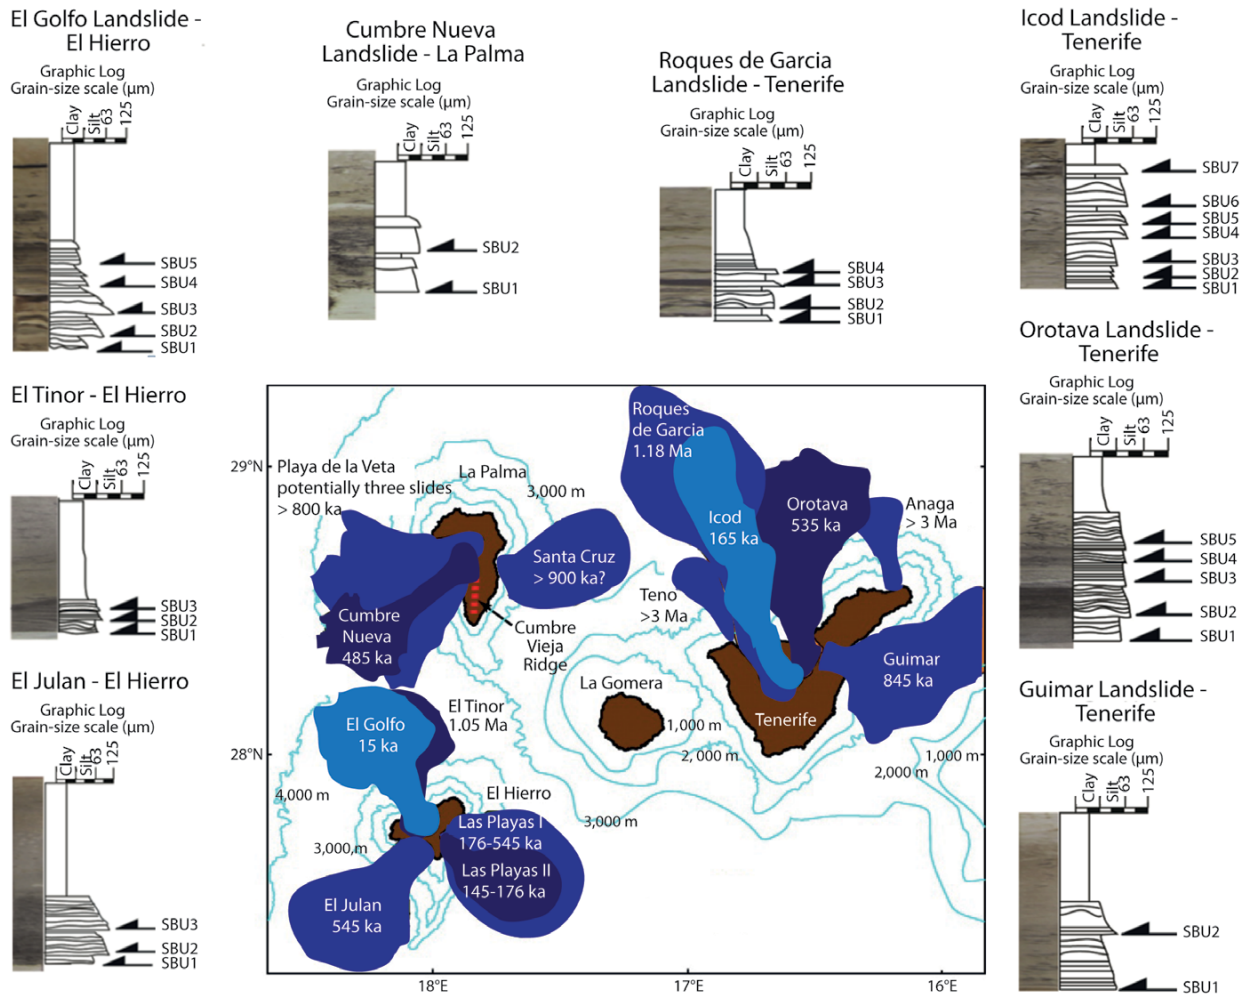 El Golfo Landslide -
El Hierro
Graphic Log
Grain-size scale (µm)
Clay
Silt
63
125
SBU5
SBU4
SBU3
SBU2
SBU1
Cumbre Nueva
Landslide - La Palma
Graphic Log
Grain-size scale (µm)
Clay
Silt
63
125
SBU2
SBU1
Roques de Garcia
Landslide - Tenerife
Graphic Log
Grain-size scale (µm)
Clay
Silt
63
125
SBU4
SBU3
SBU2
SBU1
Icod Landslide -
Tenerife
Graphic Log
Grain-size scale (µm)
Clay
Silt
63
125
SBU7
SBU6
SBU5
SBU4
SBU3
SBU2
SBU1
El Tinor - El Hierro
Graphic Log
Grain-size scale (µm)
Clay
Silt
63
125
SBU3
SBU2
SBU1
El Julan - El Hierro
Graphic Log
Grain-size scale (µm)
Clay
Silt
63
125
SBU3
SBU2
SBU1
Orotava Landslide -
Tenerife
Graphic Log
Grain-size scale (µm)
Clay
Silt
63
125
SBU5
SBU4
SBU3
SBU2
SBU1
Guimar Landslide -
Tenerife
Graphic Log
Grain-size scale (µm)
Clay
Silt
63
125
SBU2
SBU1
29°N
28°N
18°E
17°E
16°E
Playa de la Veta
potentially three slides
> 800 ka
La Palma
3,000 m
Santa Cruz
> 900 ka?
Cumbre
Nueva
485 ka
Cumbre
Vieja
Ridge
Roques
de Garcia
1.18 Ma
Icod
165 ka
Orotava
535 ka
Anaga
> 3 Ma
Teno
>3 Ma
Guimar
845 ka
La Gomera
Tenerife
1,000 m
2,000 m
1,000 m
2,000 m
3,000 m
El Golfo
15 ka
El Tinor
1.05 Ma
4,000 m
3,000 m
El Hierro
Las Playas I
176-545 ka
Las Playas II
145-176 ka
El Julan
545 ka